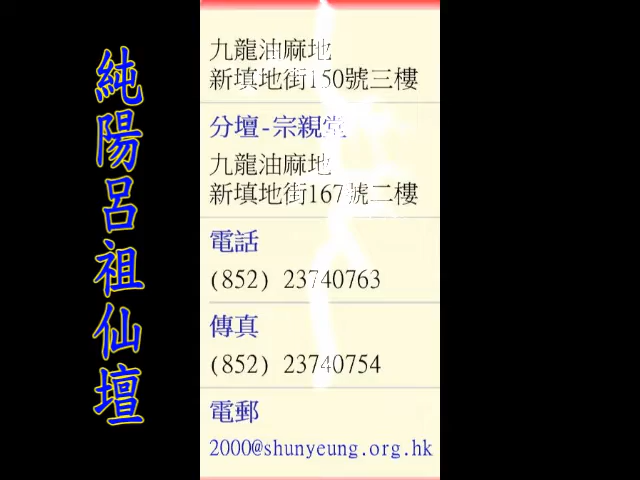 純陽呂祖仙壇
九龍油麻地
新填地街150號三樓
分壇-宗親堂
九龍油麻地
新填地街167號二樓
電話
(852) 23740763
傳真
(852) 23740754
電郵
2000@shunyeung.org.hk